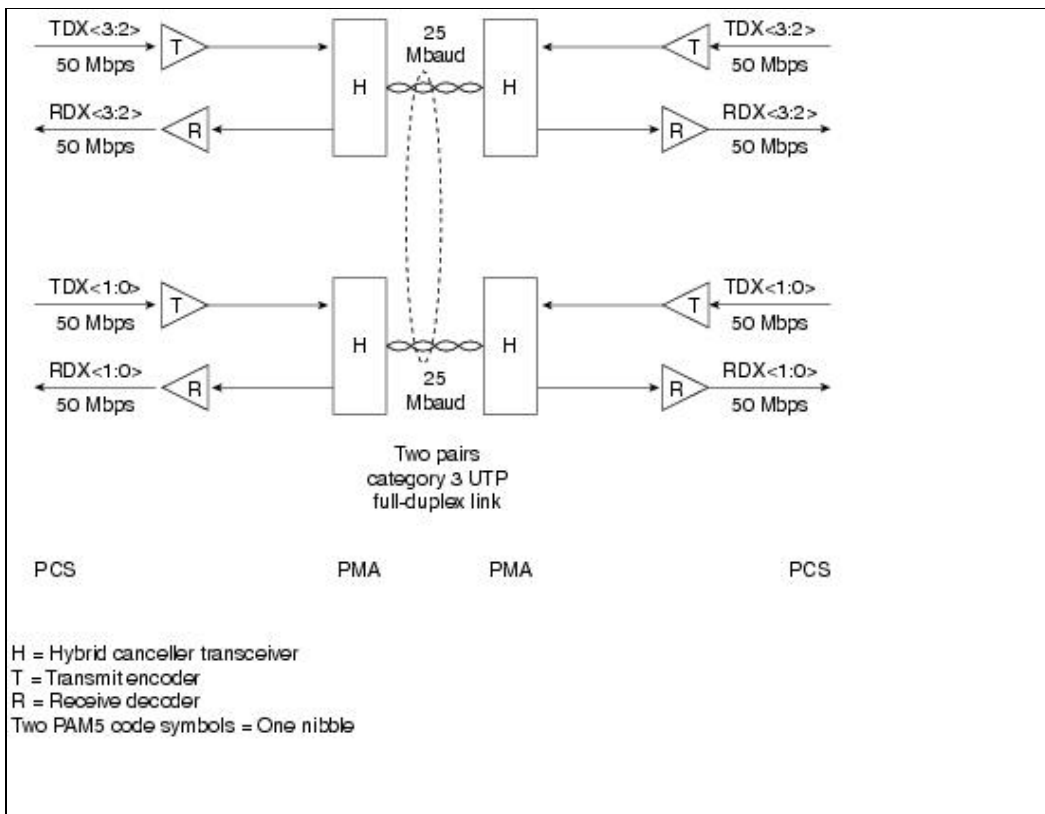 TDX<3:2>
50 Mbps
T
25
Mbaud
T
TDX<3:2>
50 Mbps
H
H
RDX<3:2>
50 Mbps
R
R
RDX<3:2>
50 Mbps
TDX<1:0>
50 Mbps
T
T
TDX<1:0>
50 Mbps
H
H
RDX<1:0>
50 Mbps
R
25
Mbaud
R
RDX<1:0>
50 Mbps
Two pairs
category 3 UTP
full-duplex link
PCS
PMA
PMA
PCS
H = Hybrid canceller transceiver
T = Transmit encoder
R = Receive decoder
Two PAM5 code symbols = One nibble